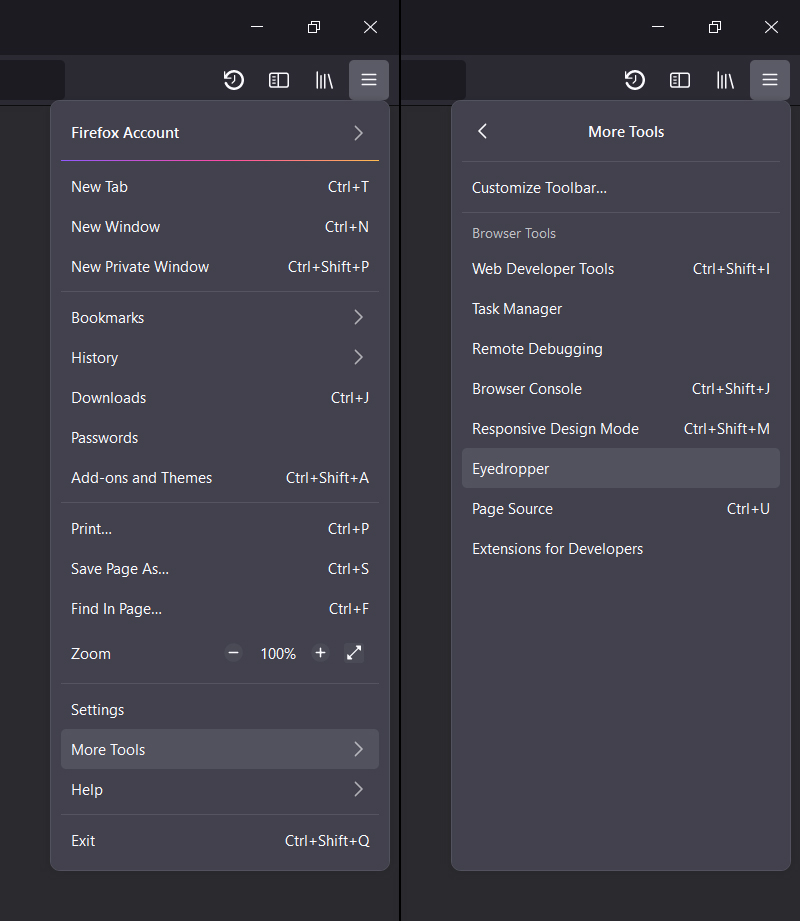 Firefox Account
New Tab Ctrl+T
New Window Ctrl+N
New Private Window Ctrl+Shift+P
Bookmarks
History
Downloads Ctrl+J
Passwords
Add-ons and Themes Ctrl+Shift+A
Print... Ctrl+P
Save Page As... Ctrl+S
Find In Page... Ctrl+F
Zoom − 100% +
Settings
More Tools
Help
Exit Ctrl+Shift+Q
More Tools
Customize Toolbar...
Browser Tools
Web Developer Tools Ctrl+Shift+I
Task Manager
Remote Debugging
Browser Console Ctrl+Shift+J
Responsive Design Mode Ctrl+Shift+M
Eyedropper
Page Source Ctrl+U
Extensions for Developers